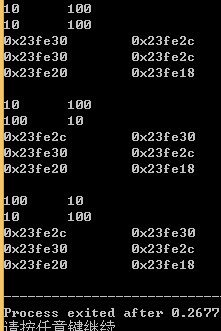 10      100
10      100
0x23fe30        0x23fe2c
0x23fe30        0x23fe2c
0x23fe20        0x23fe18

10      100
100     10
0x23fe2c        0x23fe30
0x23fe30        0x23fe2c
0x23fe20        0x23fe18

100     10
10      100
0x23fe2c        0x23fe30
0x23fe30        0x23fe2c
0x23fe20        0x23fe18

--------------------------------
Process exited after 0.2677
请按任意键继续